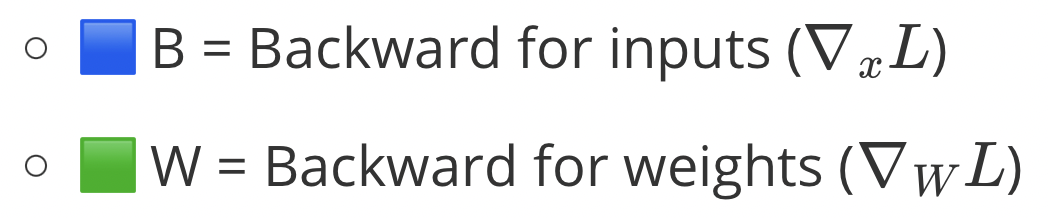 B = Backward for inputs (∇ₓL)
W = Backward for weights (∇_W L)